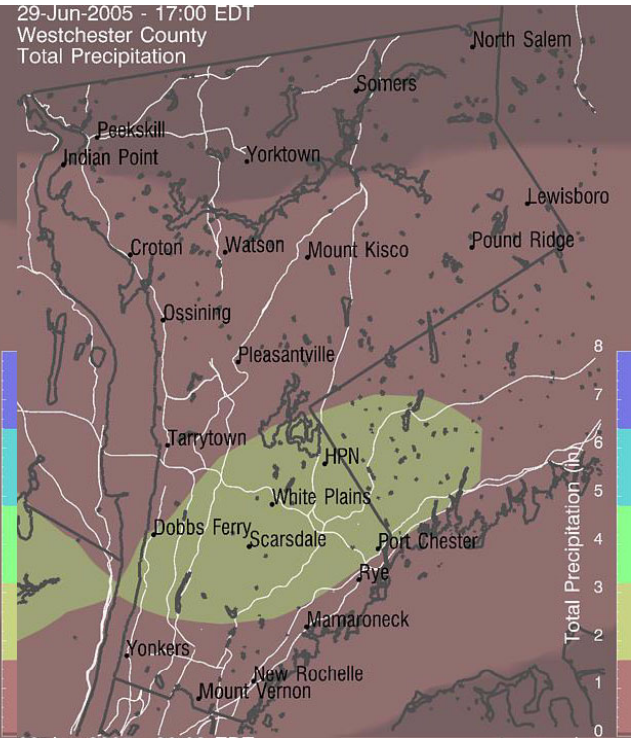 29-Jun-2005 - 17:00 EDT
Westchester County
Total Precipitation
North Salem
Somers
Peekskill
Indian Point
Yorktown
Lewisboro
Croton
Watson
Mount Kisco
Pound Ridge
Ossining
Pleasantville
8
7
Tarrytown
6
HPN
White Plains
5
Dobbs Ferry
Scarsdale
Port Chester
4
Rye
3
Mamaroneck
2
Yonkers
New Rochelle
Mount Vernon
1
0
Total Precipitation (in)